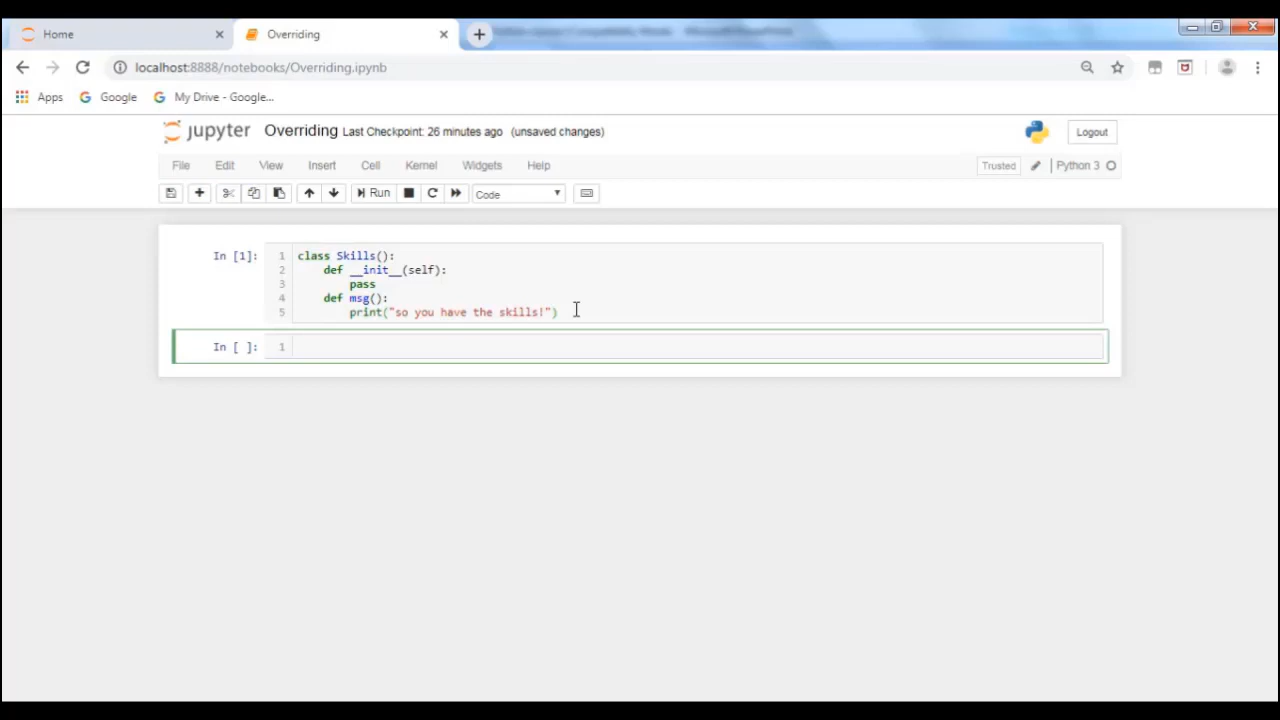 Home
Overriding
localhost:8888/notebooks/Overriding.ipynb
Apps
Google
My Drive - Google...
jupyter
Overriding Last Checkpoint: 26 minutes ago (unsaved changes)
Logout
File Edit View Insert Cell Kernel Widgets Help
Trusted
Python 3
Run
Code
In [1]:
1 class Skills():
2     def __init__(self):
3         pass
4     def msg():
5         print("so you have the skills!")
In [ ]:
1